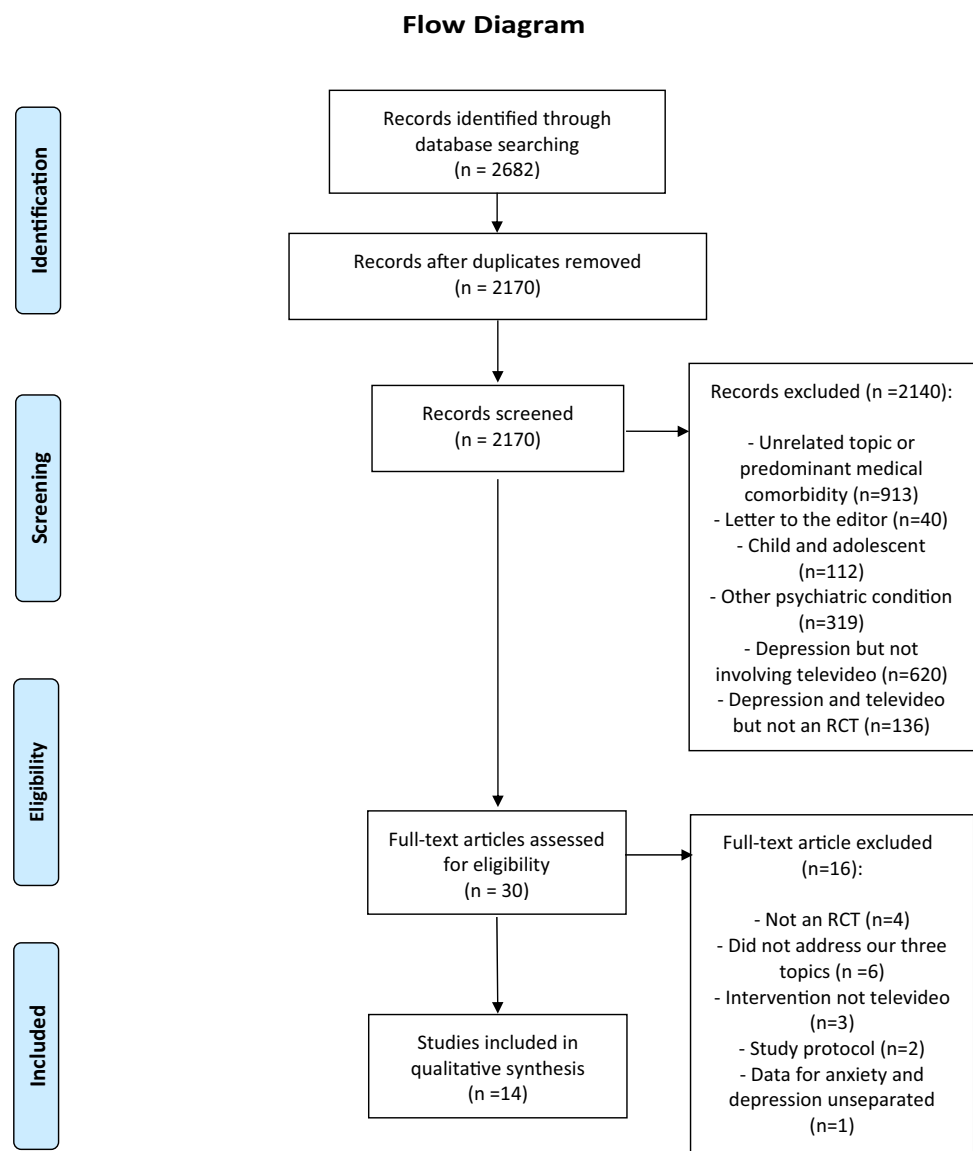 Flow Diagram
Identification
Records identified through
database searching
(n = 2682)
Records after duplicates removed
(n = 2170)
Screening
Records screened
(n = 2170)
Records excluded (n =2140):
- Unrelated topic or
predominant medical
comorbidity (n=913)
- Letter to the editor (n=40)
- Child and adolescent
(n=112)
- Other psychiatric condition
(n=319)
- Depression but not
involving televideo (n=620)
- Depression and televideo
but not an RCT (n=136)
Eligibility
Full-text articles assessed
for eligibility
(n = 30)
Full-text article excluded
(n=16):
- Not an RCT (n=4)
- Did not address our three
topics (n =6)
- Intervention not televideo
(n=3)
- Study protocol (n=2)
- Data for anxiety and
depression unseparated
(n=1)
Included
Studies included in
qualitative synthesis
(n =14)